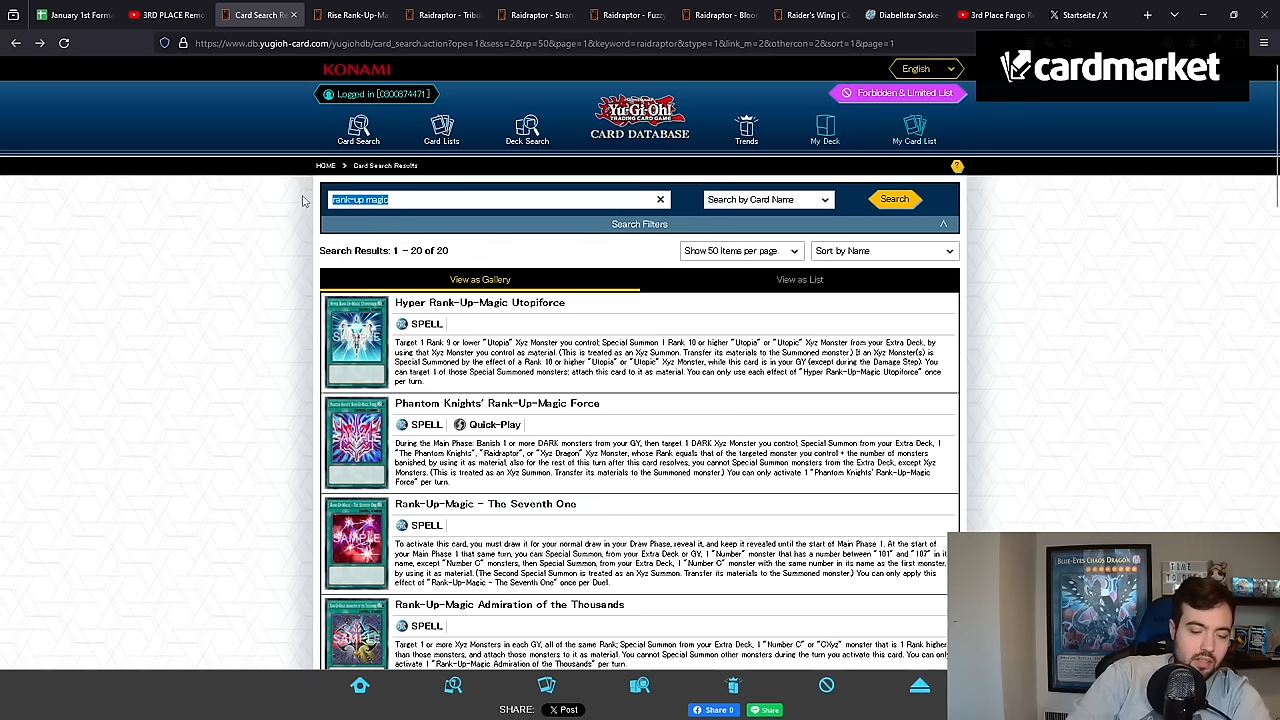 January 1st Forma
3RD PLACE Remo
Card Search Re
Rise Rank-Up-Ma
Raidraptor - Tribu
Raidraptor - Stran
Raidraptor - Fuzzy
Raidraptor - Bloo
Raider's Wing | Ca
Diabellstar Snake-
3rd Place Fargo R
Startseite / X
https://www.db.yugioh-card.com/yugiohdb/card_search.action?ope=1&sess=2&rp=50&page=1&keyword=raidraptor&stype=1&link_m=2&othercon=2&sort=1&page=1
cardmarket
KONAMI
English
Logged in [0300874471]
Forbidden & Limited List
Yu-Gi-Oh!
TRADING CARD GAME
CARD DATABASE
Card Search
Card Lists
Deck Search
Trends
My Deck
My Card List
HOME > Card Search Results
rank-up magic
Search by Card Name
Search
Search Filters
Search Results: 1 - 20 of 20
Show 50 items per page.
Sort by Name
View as Gallery
View as List
Hyper Rank-Up-Magic Utopiforce
SPELL
Target 1 Rank 9 or lower "Utopia" Xyz Monster you control; Special Summon 1 Rank 10 or higher "Utopia" or "Utopic" Xyz Monster from your Extra Deck, by
using that Xyz Monster you control as material. (This is treated as an Xyz Summon. Transfer its materials to the Summoned monster.) If an Xyz Monster(s) is
Special Summoned by the effect of a Rank 10 or higher "Utopia" or "Utopic" Xyz Monster, while this card is in your GY (except during the Damage Step): You
can target 1 of those Special Summoned monsters; attach this card to it as material. You can only use each effect of "Hyper Rank-Up-Magic Utopiforce" once
per turn.
Phantom Knights' Rank-Up-Magic Force
SPELL
Quick-Play
During the Main Phase: Banish 1 or more DARK monsters from your GY, then target 1 DARK Xyz Monster you control; Special Summon from your Extra Deck, 1
"The Phantom Knights", "Raidraptor", or "Xyz Dragon" Xyz Monster, whose Rank equals that of the targeted monster you control + the number of monsters
banished, by using it as material, also for the rest of this turn after this card resolves, you cannot Special Summon monsters from the Extra Deck, except Xyz
Monsters. (This is treated as an Xyz Summon. Transfer its materials to the Summoned monster.) You can only activate 1 "Phantom Knights' Rank-Up-Magic
Force" per turn.
Rank-Up-Magic - The Seventh One
SPELL
To activate this card, you must draw it for your normal draw in your Draw Phase, reveal it, and keep it revealed until the start of Main Phase 1. At the start of
your Main Phase 1 that same turn, you can: Special Summon, from your Extra Deck or GY, 1 "Number" monster that has a number between "101" and "107" in it
name, except "Number C" monsters, then Special Summon, from your Extra Deck, 1 "Number C" monster with the same number in its name as the first monster,
by using it as material. (The Second Special Summon is treated as an Xyz Summon. Transfer its materials to the Summoned monster.) You can only apply this
effect of "Rank-Up-Magic - The Seventh One" once per Duel.
Rank-Up-Magic Admiration of the Thousands
SPELL
Target 1 or more Xyz Monsters in each GY, all of the same Rank; Special Summon from your Extra Deck, 1 "Number C" or "CXyz" monster that is 1 Rank higher
than those monsters, and attach those monsters to it as material. You cannot Special Summon other monsters during the turn you activate this card. You can only
activate 1 "Rank-Up-Magic Admiration of the Thousands" per turn.
SAMPLE
SAMPLE
SAMPLE
SAMPLE
BLUE-EYES CHAOS DRAGON
TIME
SHARE:
Post
Share 0
Share